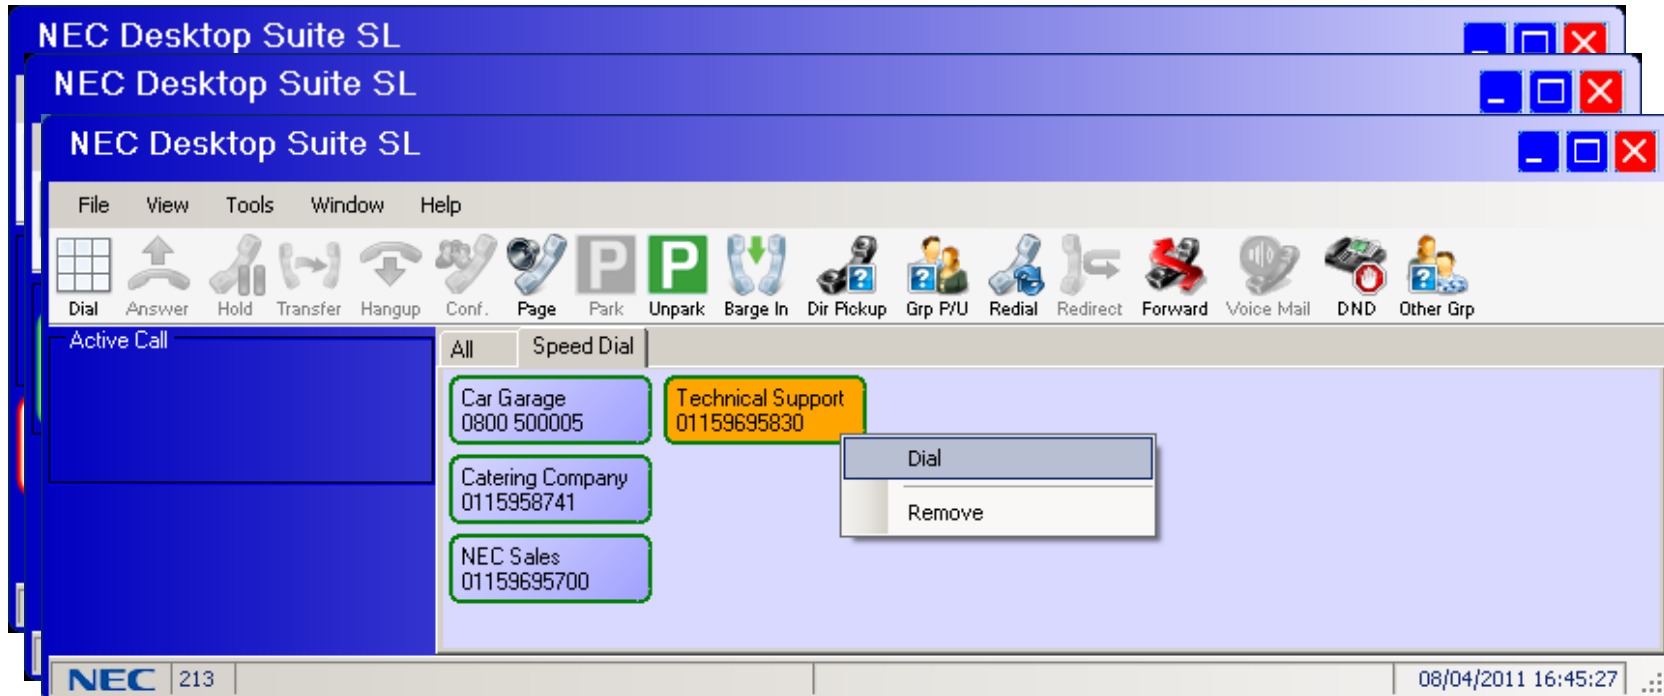 NEC Desktop Suite SL
NEC Desktop Suite SL
NEC Desktop Suite SL
File View Tools Window Help
P P
Dial Answer Hold Transfer Hangup Conf. Page Park Unpark Barge In Dir Pickup Grp P/U Redial Redirect Forward Voice Mail DND Other Grp
Active Call
All Speed Dial
Car Garage
0800 500005
Technical Support
01159695830
Dial
Remove
Catering Company
0115958741
NEC Sales
01159695700
NEC 213 08/04/2011 16:45:27